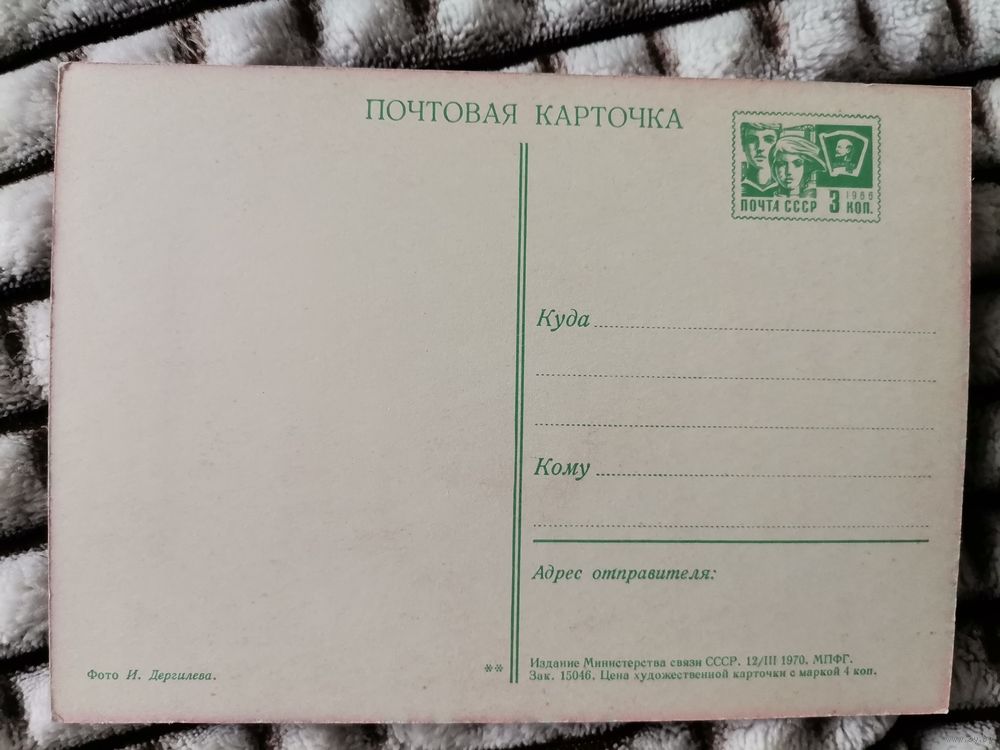 ПОЧТОВАЯ КАРТОЧКА
1966
ПОЧТА СССР 3 КОП.
Куда
Кому
Адрес отправителя:
Фото И. Дергилева.
**
Издание Министерства связи СССР. 12/III 1970. МПФГ.
Зак. 15046. Цена художественной карточки с маркой 4 коп.